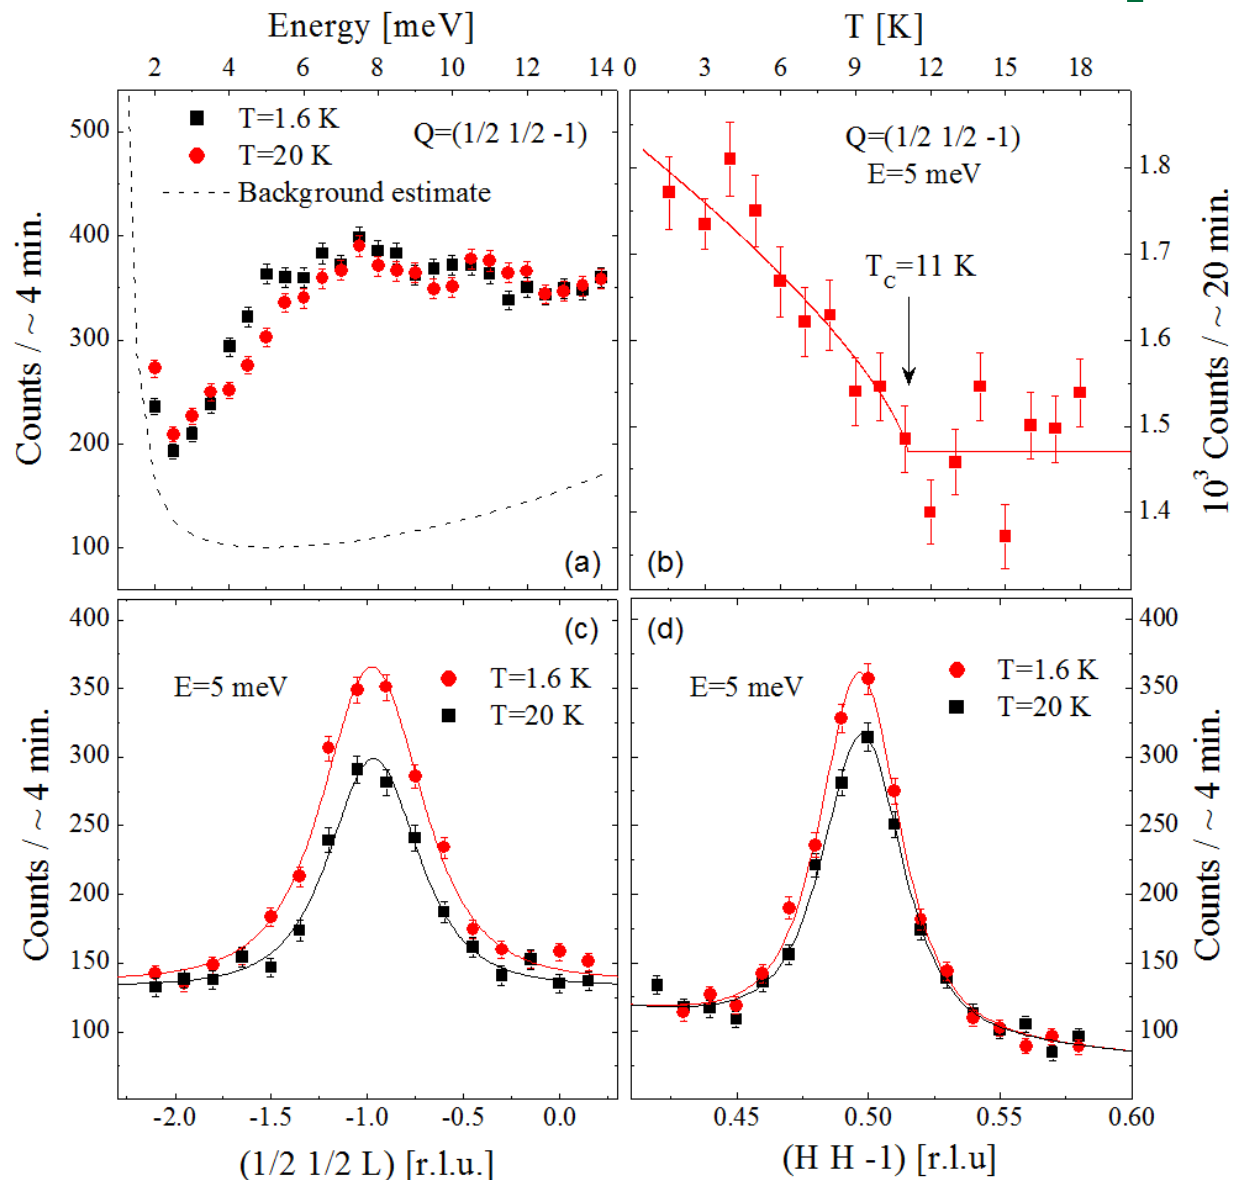 Energy [meV]
2 4 6 8 10 12 14
T [K]
0 3 6 9 12 15 18
500
400
300
200
100
Counts / ~ 4 min.
T=1.6 K
T=20 K
Background estimate
Q=(1/2 1/2 -1)
(a)
Q=(1/2 1/2 -1)
E=5 meV
T_C=11 K
(b)
1.8
1.7
1.6
1.5
1.4
10³ Counts / ~ 20 min.
400
350
300
250
200
150
100
Counts / ~ 4 min.
(c)
E=5 meV
T=1.6 K
T=20 K
-2.0 -1.5 -1.0 -0.5 0.0
(1/2 1/2 L) [r.l.u.]
(d)
E=5 meV
T=1.6 K
T=20 K
400
350
300
250
200
150
100
Counts / ~ 4 min.
0.45 0.50 0.55 0.60
(H H -1) [r.l.u]